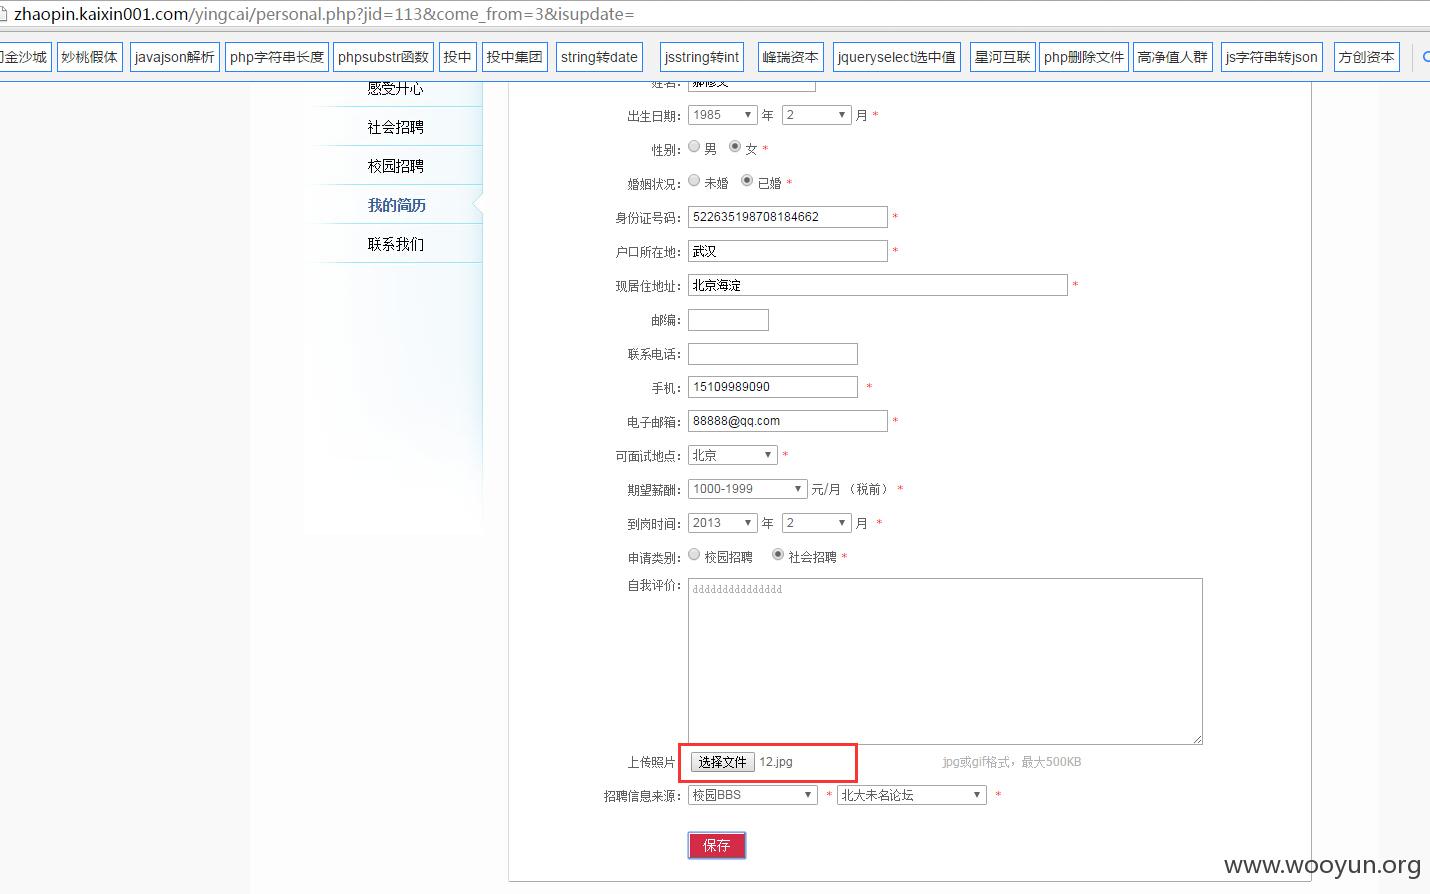 zhaopin.kaixin001.com/yingcai/personal.php?jid=113&come_from=3&isupdate=
金沙城 妙桃假体 javajson解析 php字符串长度 phpsubstr函数 投中 投中集团 string转date jsstring转int 峰瑞资本 jqueryselect选中值 星河互联 php删除文件 高净值人群 js字符串转json 方创资本
感受开心
社会招聘
校园招聘
我的简历
联系我们
姓名:
出生日期: 1985 年 2 月 *
性别: 男 女 *
婚姻状况: 未婚 已婚 *
身份证号码: 522635198708184662 *
户口所在地: 武汉 *
现居住地址: 北京海淀 *
邮编:
联系电话:
手机: 15109989090 *
电子邮箱: 88888@qq.com *
可面试地点: 北京 *
期望薪酬: 1000-1999 元/月 （税前） *
到岗时间: 2013 年 2 月 *
申请类别: 校园招聘 社会招聘 *
自我评价: ddddddddddddddd
上传照片 选择文件 12.jpg jpg或gif格式，最大500KB
招聘信息来源: 校园BBS * 北大未名论坛 *
保存
www.wooyun.org